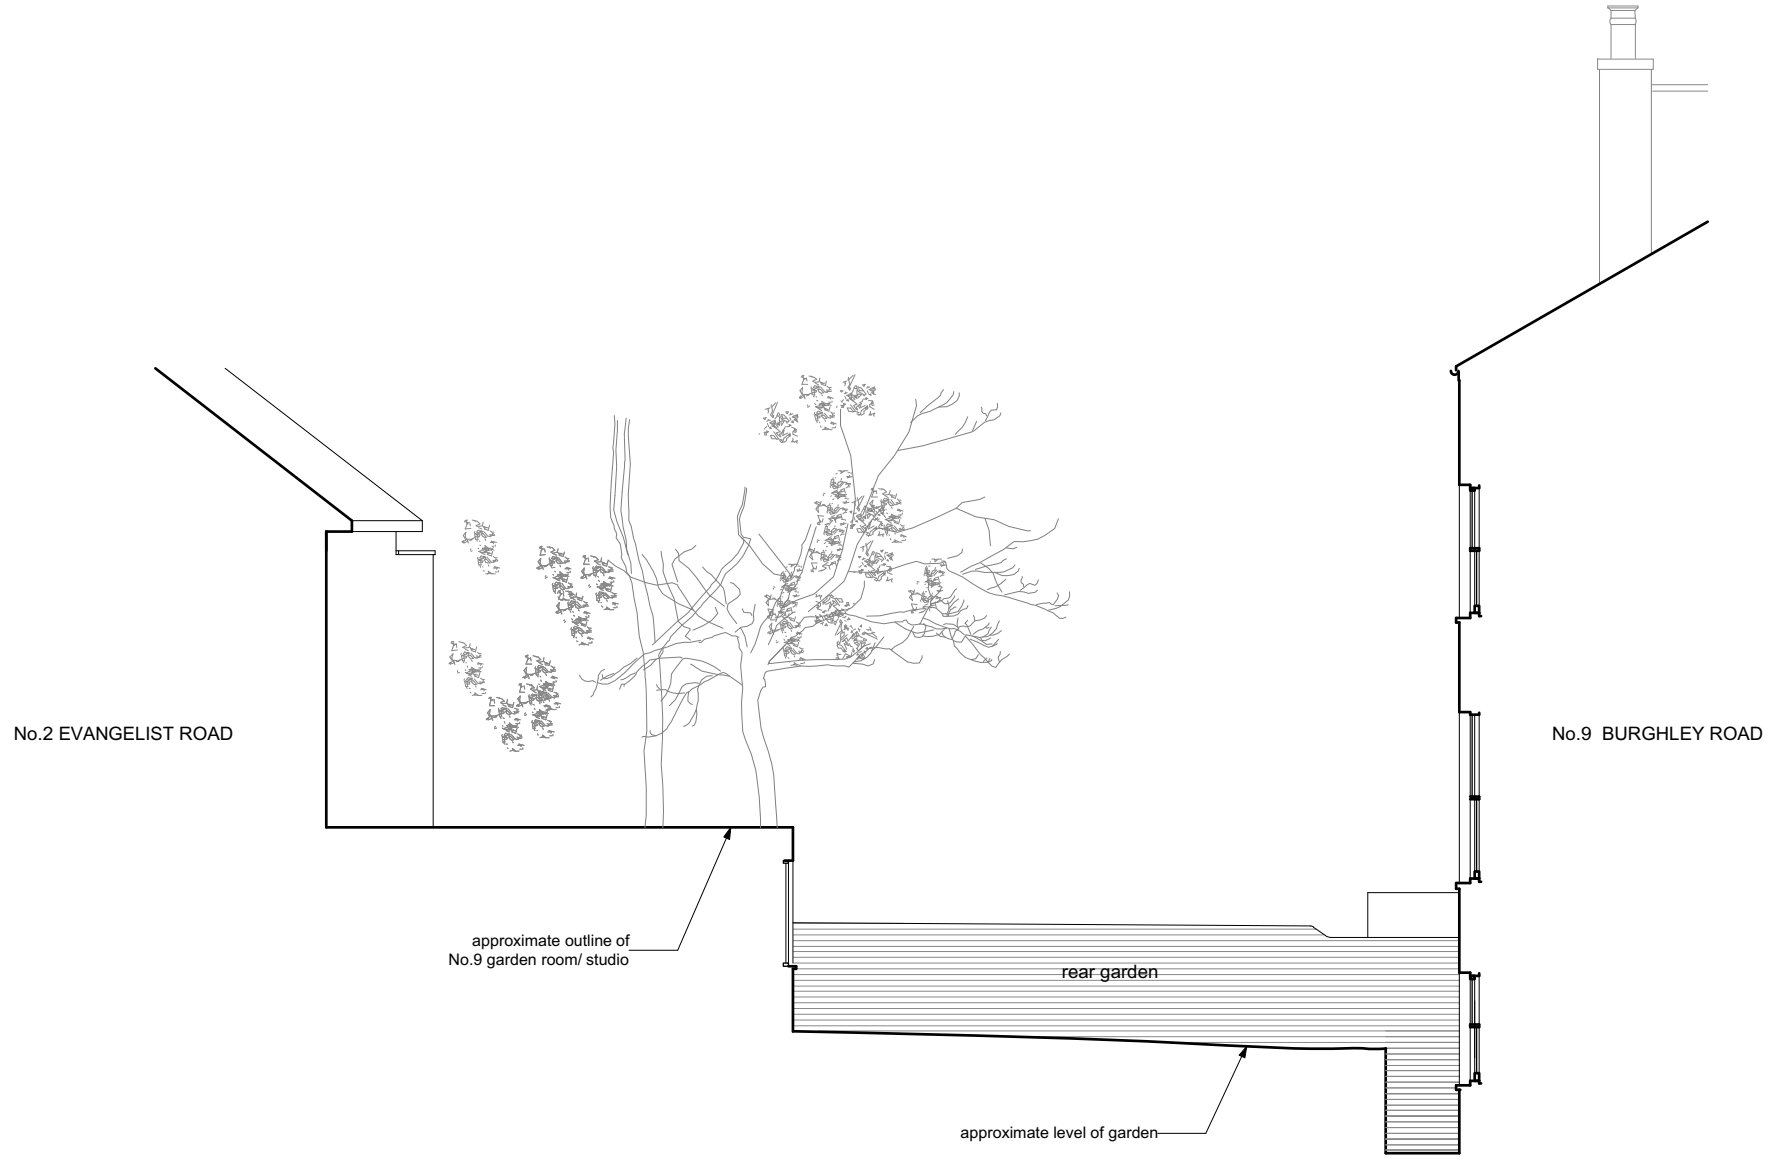 No.2 EVANGELIST ROAD
No.9 BURGHLEY ROAD
approximate outline of
No.9 garden room/ studio
rear garden
approximate level of garden